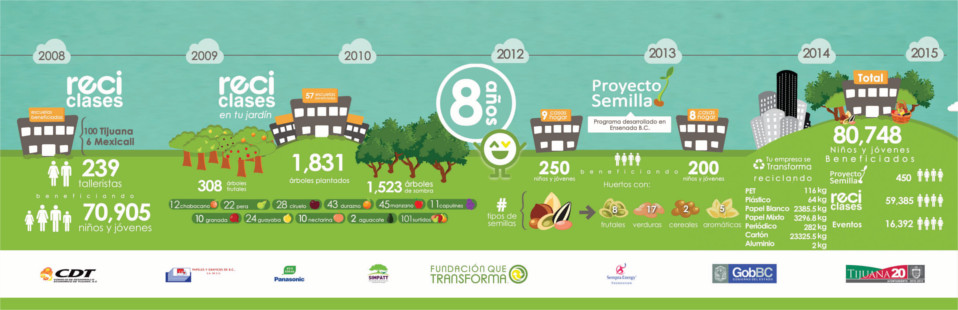 2008
2009
2010
2012
2013
2014
2015
reci
clases
beneficiadas
100 Tijuana
6 Mexicali
239
talleristas
beneficiando
70,905
niños y jóvenes
reci
clases
en tu jardín
57 escuelas
308 árboles
frutales
1,831
árboles plantados
1,523 árboles
de sombra
12 chabacano
22 pera
28 ciruelo
43 durazno
45 manzana
11 capulines
10 granada
24 guayabas
10 nectarina
2 aguacate
101 surtidos
8 años
Proyecto
Semilla
Programa desarrollado en
Ensenada B.C.
9 casas
hogar
8 casas
hogar
250
niños y jóvenes
beneficiando
200
niños y jóvenes
Huertos con:
#
tipos de
semillas
8
frutales
17
verduras
2
cereales
5
aromáticas
Total
80,748
Niños y jóvenes
Beneficiados
Tu empresa se
Transforma
reciclando
PET 116 kg
Plástico 64 kg
Papel Blanco 2385.5 kg
Papel Mixto 3296.8 kg
Periódico 282 kg
Cartón 23325.5 kg
Aluminio 2 kg
Proyecto
Semilla 450
reci
clases 59,385
Eventos 16,392
CDT
Panasonic
SIMPATT
FUNDACIÓN QUE
TRANSFORMA
Sempra Energy
GobBC
TIJUANA 20